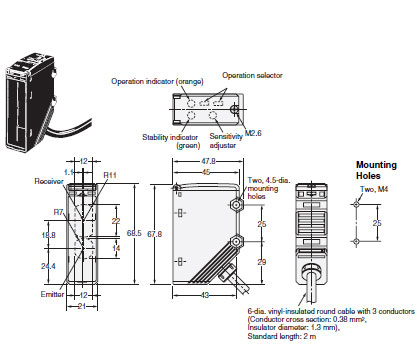 Operation indicator (orange)
Operation selector
M2.6
Stability indicator
(green)
Sensitivity
adjuster
12
1.1
Receiver
R11
R7
22
18.8
14
24.4
Emitter
12
21
68.5
47.8
45
67.8
43
Two, 4.5-dia.
mounting
holes
25
29
Mounting
Holes
Two, M4
25
6-dia. vinyl-insulated round cable with 3 conductors
(Conductor cross section: 0.38 mm²,
Insulator diameter: 1.3 mm),
Standard length: 2 m